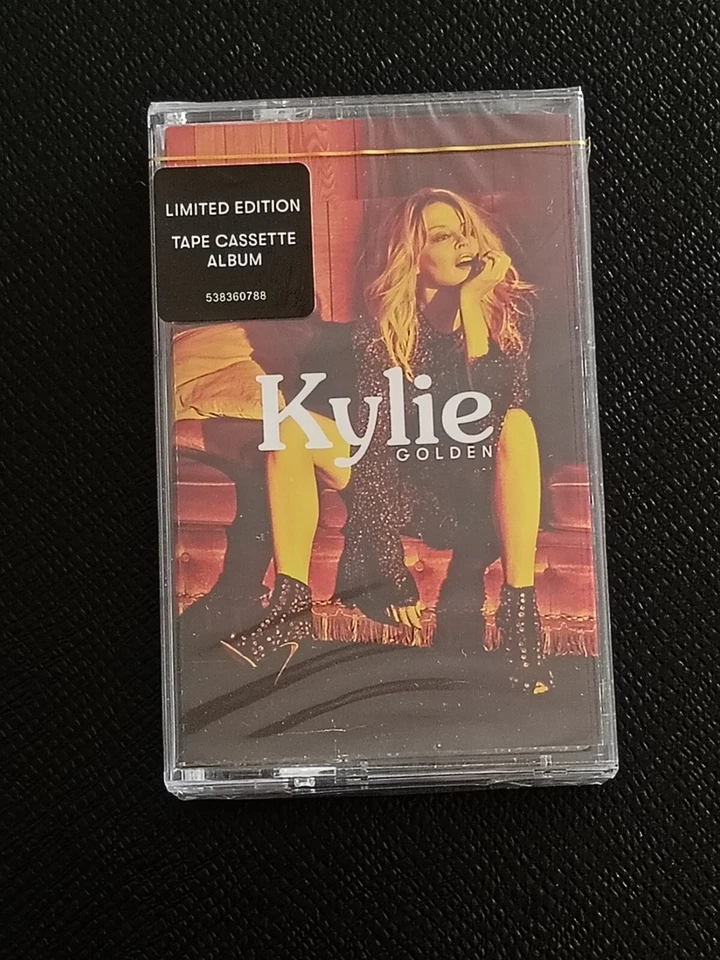 LIMITED EDITION
TAPE CASSETTE
ALBUM
538360788
Kylie
GOLDEN